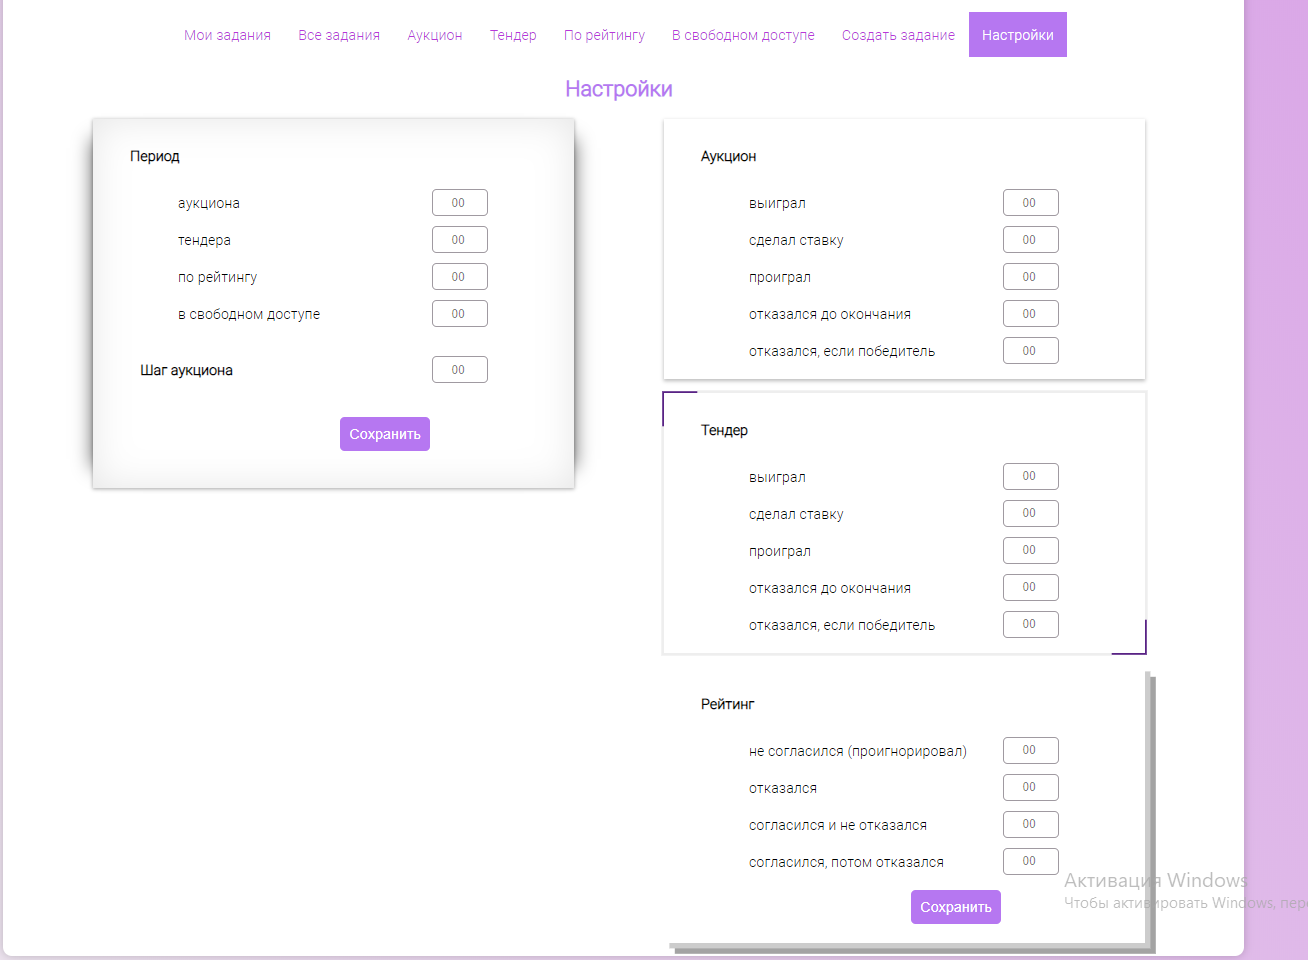 Мои задания Все задания Аукцион Тендер По рейтингу В свободном доступе Создать задание Настройки
Настройки
Период
аукциона 00
тендера 00
по рейтингу 00
в свободном доступе 00
Шаг аукциона 00
Сохранить
Аукцион
выиграл 00
сделал ставку 00
проиграл 00
отказался до окончания 00
отказался, если победитель 00
Тендер
выиграл 00
сделал ставку 00
проиграл 00
отказался до окончания 00
отказался, если победитель 00
Рейтинг
не согласился (проигнорировал) 00
отказался 00
согласился и не отказался 00
согласился, потом отказался 00
Сохранить
Активация Windows
Чтобы активировать Windows,